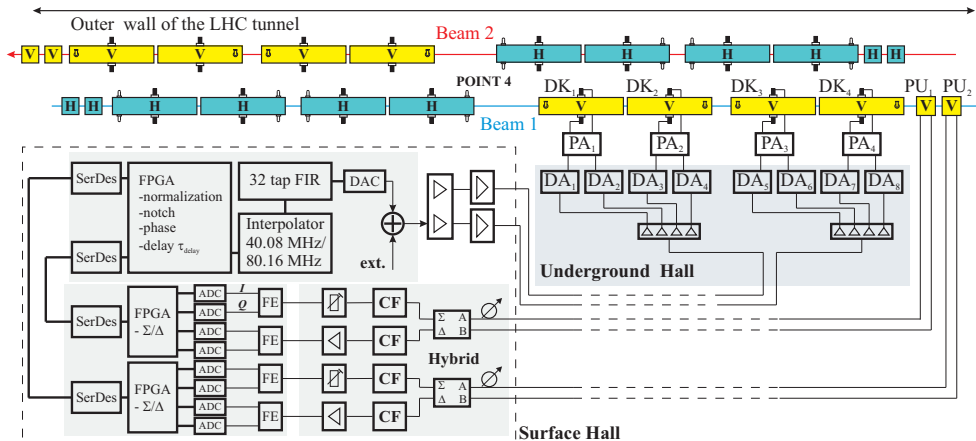 Outer wall of the LHC tunnel
Beam 2
V V V V V V H H H H H H
POINT 4
DK1 DK2 DK3 DK4 PU1 PU2
H H H H H H V V V V V V
Beam 1
PA1 PA2 PA3 PA4
DA1 DA2 DA3 DA4 DA5 DA6 DA7 DA8
Underground Hall
SerDes
SerDes
FPGA
-normalization
-notch
-phase
-delay τdelay
32 tap FIR
DAC
Interpolator
40.08 MHz/
80.16 MHz
ext.
SerDes
FPGA
- Σ/Δ
ADC
ADC
ADC
ADC
I
Q
FE
FE
CF
CF
Σ A
Δ B
Hybrid
SerDes
FPGA
- Σ/Δ
ADC
ADC
ADC
ADC
FE
FE
CF
CF
Σ A
Δ B
Surface Hall